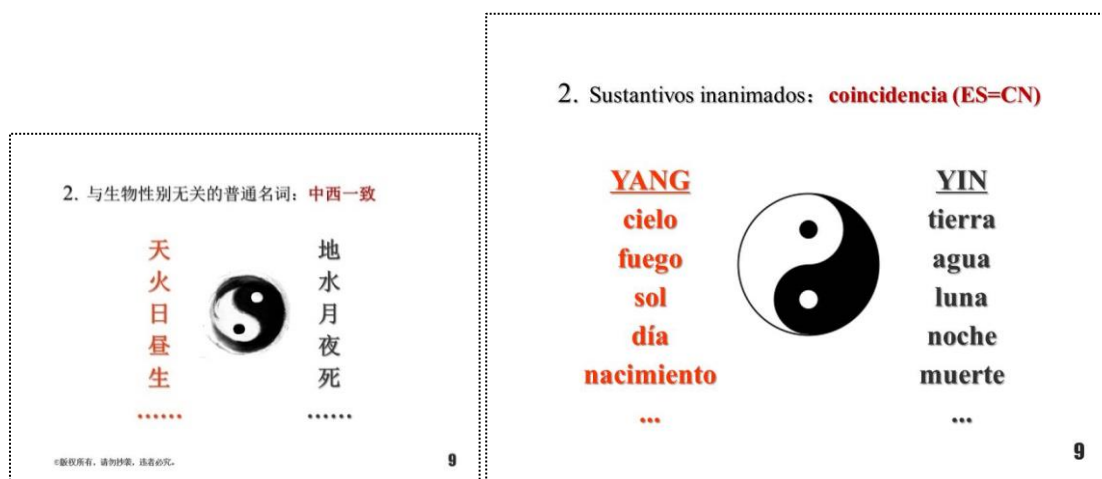 2. 与生物性别无关的普通名词：中西一致
天 地
火 水
日 月
昼 夜
生 死
…… ……
©版权所有，请勿抄袭，违者必究。 9
2. Sustantivos inanimados：coincidencia (ES=CN)
YANG YIN
cielo tierra
fuego agua
sol luna
día noche
nacimiento muerte
... ...
9